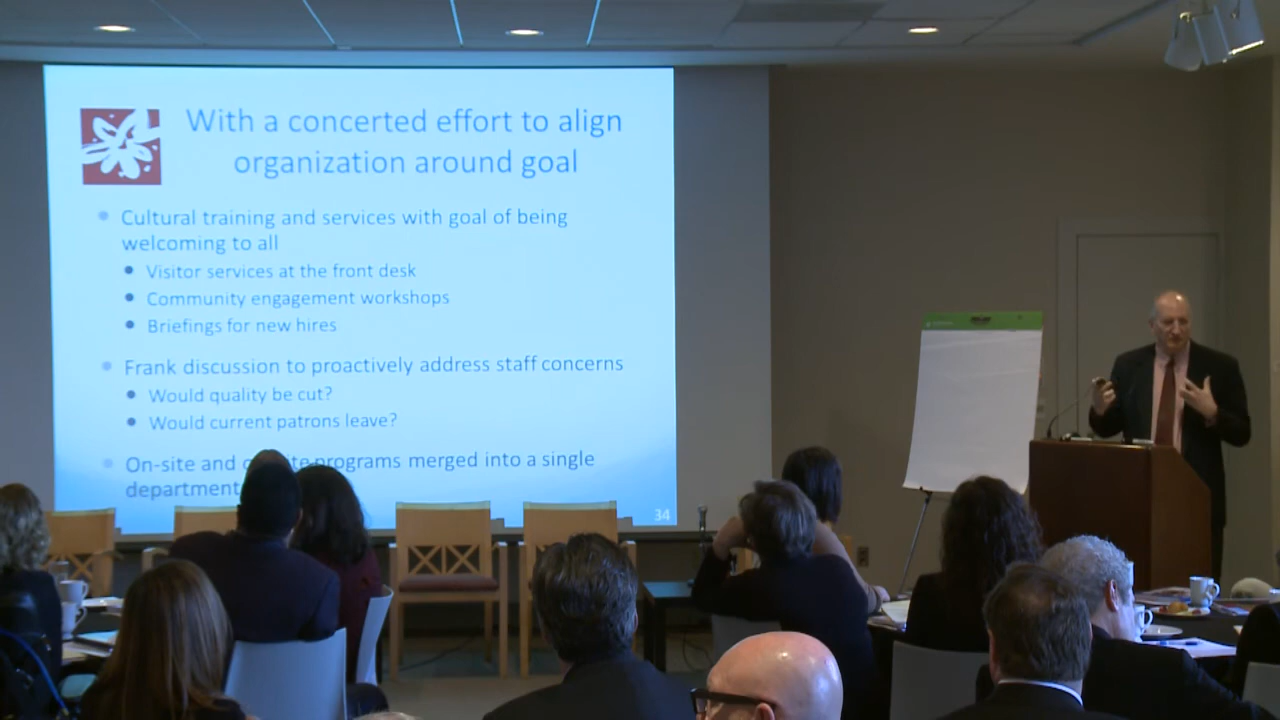 With a concerted effort to align
organization around goal
Cultural training and services with goal of being
welcoming to all
Visitor services at the front desk
Community engagement workshops
Briefings for new hires
Frank discussion to proactively address staff concerns
Would quality be cut?
Would current patrons leave?
On-site and programs merged into a single
department
34